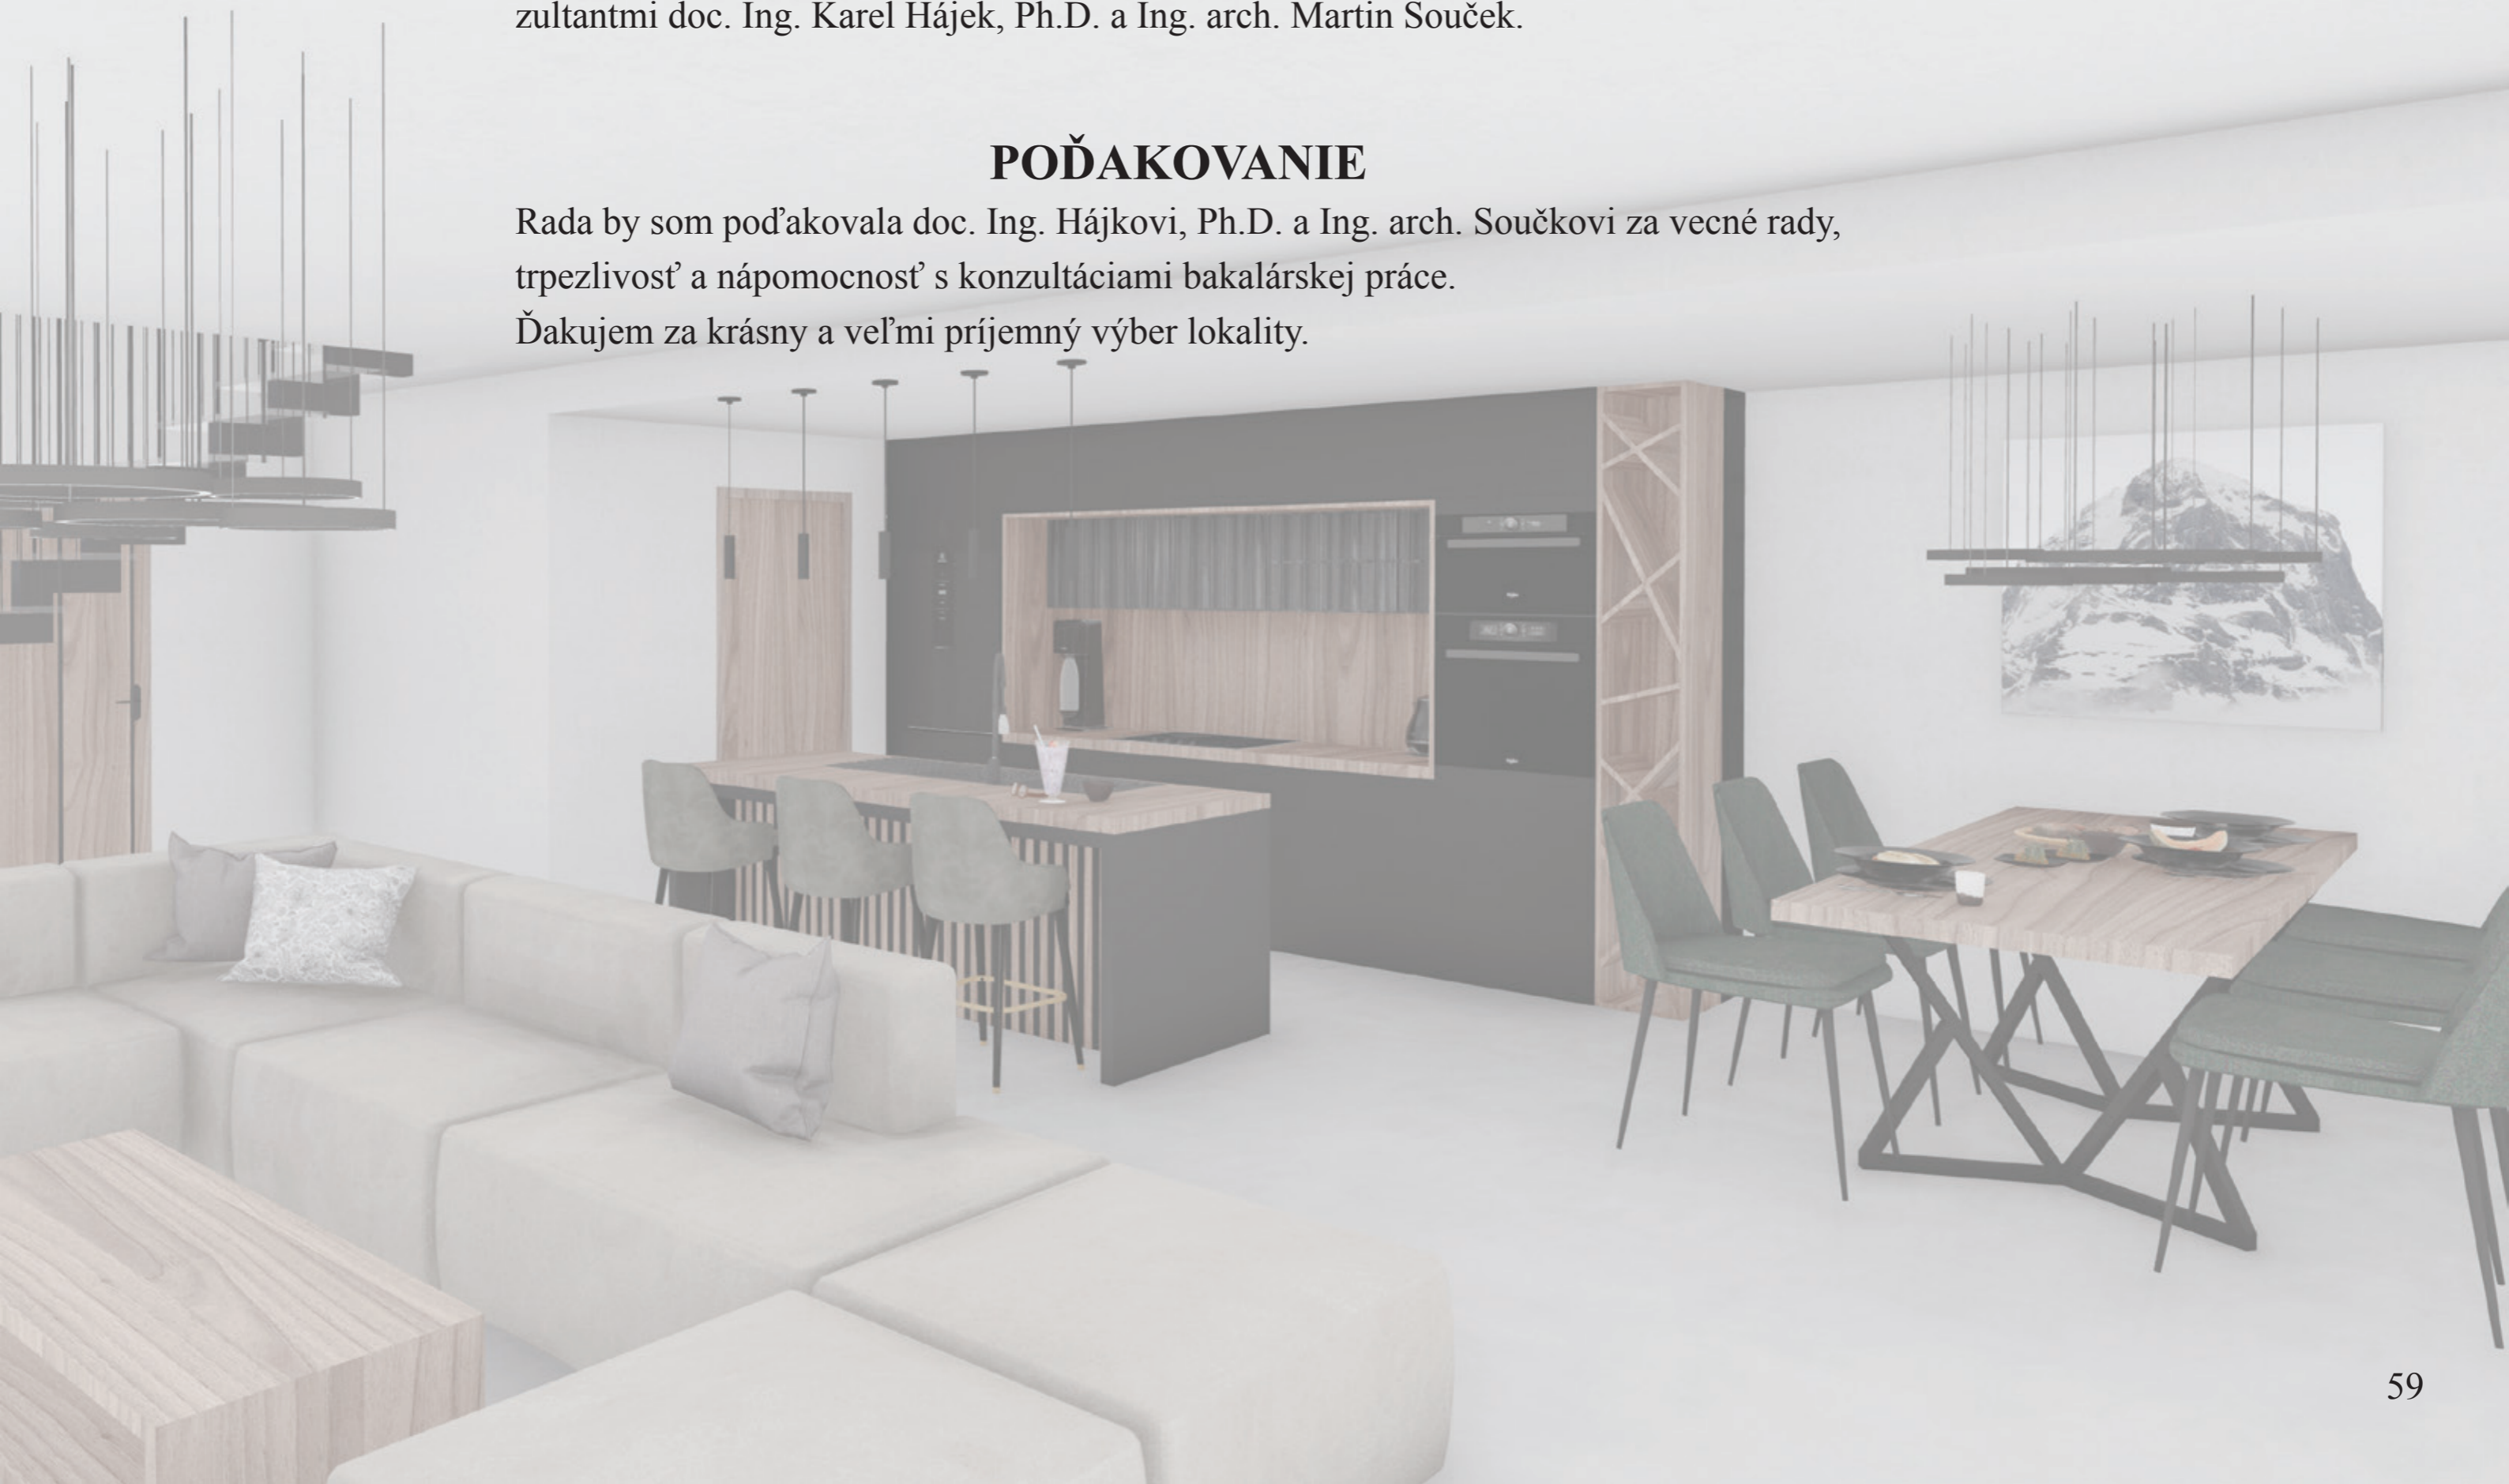 zultantmi doc. Ing. Karel Hájek, Ph.D. a Ing. arch. Martin Souček.
POĎAKOVANIE
Rada by som poďakovala doc. Ing. Hájkovi, Ph.D. a Ing. arch. Součkovi za vecné rady,
trpezlivosť a nápomocnosť s konzultáciami bakalárskej práce.
Ďakujem za krásny a veľmi príjemný výber lokality.
59